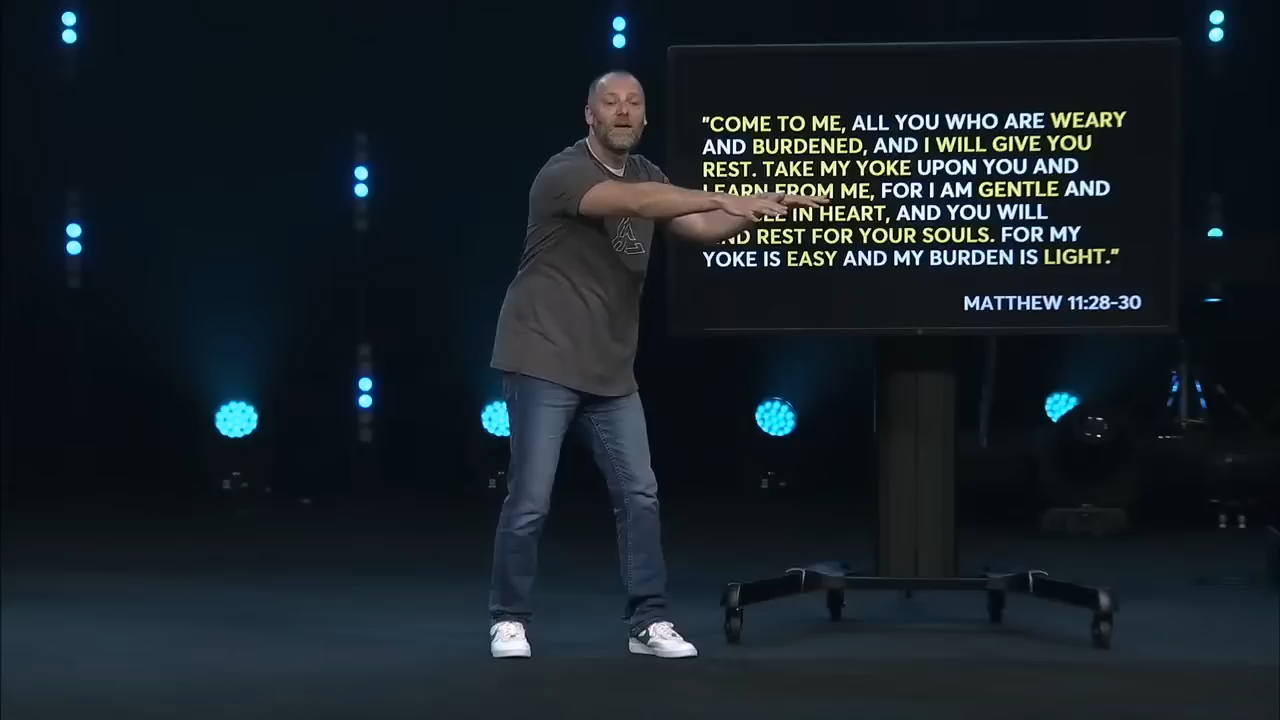 "COME TO ME, ALL YOU WHO ARE WEARY
AND BURDENED, AND I WILL GIVE YOU
REST. TAKE MY YOKE UPON YOU AND
LEARN FROM ME, FOR I AM GENTLE AND
IN HEART, AND YOU WILL
REST FOR YOUR SOULS. FOR MY
YOKE IS EASY AND MY BURDEN IS LIGHT."
MATTHEW 11:28-30